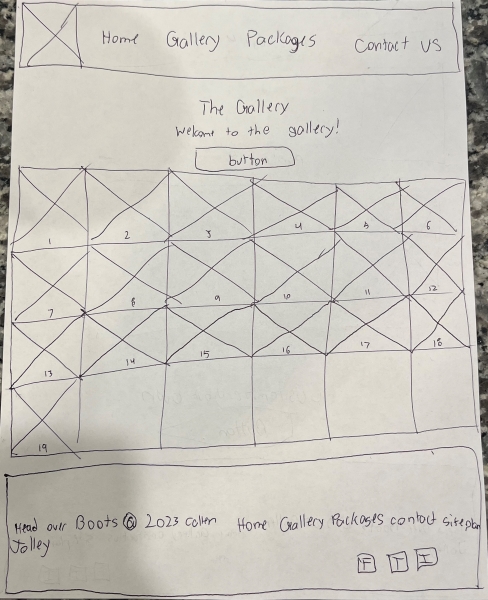 Home Gallery Packages Contact US
The Gallery
Welcome to the gallery!
button
1 2 3 4 5 6
7 8 9 10 11 12
13 14 15 16 17 18
19
Head over Boots © 2023 Colten Home Gallery Packages contact siteplan
Jolley
F T I